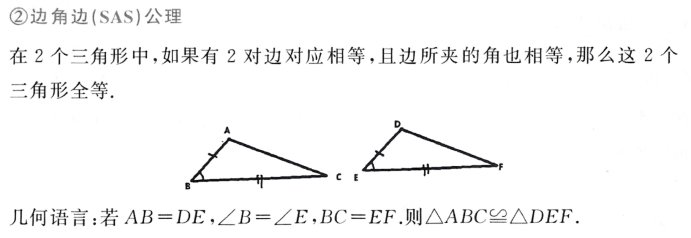 ②边角边(SAS)公理
在2个三角形中,如果有2对边对应相等,且边所夹的角也相等,那么这2个
三角形全等.
A
B
C
D
E
F
几何语言:若AB=DE,∠B=∠E,BC=EF.则△ABC≌△DEF.